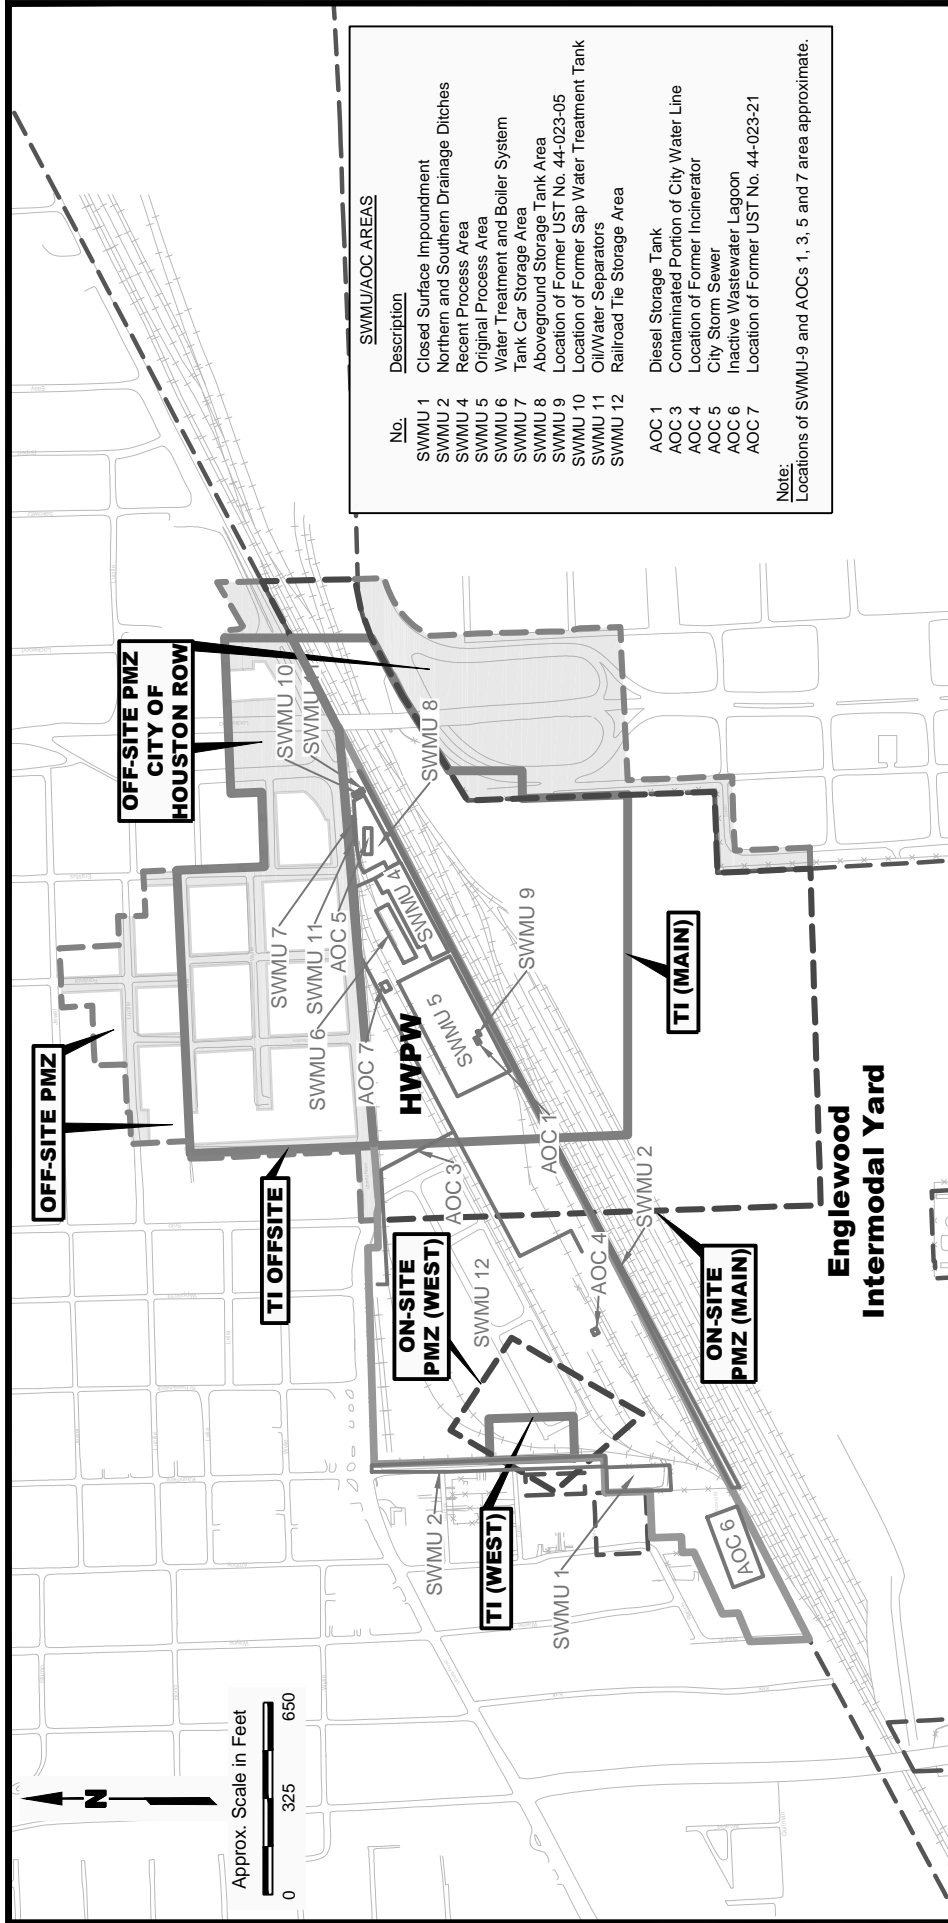 SWMU/AOC AREAS
No. Description
SWMU 1 Closed Surface Impoundment
SWMU 2 Northern and Southern Drainage Ditches
SWMU 4 Recent Process Area
SWMU 5 Original Process Area
SWMU 6 Water Treatment and Boiler System
SWMU 7 Tank Car Storage Area
SWMU 8 Aboveground Storage Tank Area
SWMU 9 Location of Former UST No. 44-023-05
SWMU 10 Location of Former Sap Water Treatment Tank
SWMU 11 Oil/Water Separators
SWMU 12 Railroad Tie Storage Area
AOC 1 Diesel Storage Tank
AOC 3 Contaminated Portion of City Water Line
AOC 4 Location of Former Incinerator
AOC 5 City Storm Sewer
AOC 6 Inactive Wastewater Lagoon
AOC 7 Location of Former UST No. 44-023-21
Note:
Locations of SWMU-9 and AOCs 1, 3, 5 and 7 area approximate.
N
Approx. Scale in Feet
0 325 650
OFF-SITE PMZ
OFF-SITE PMZ
CITY OF
HOUSTON ROW
TI OFFSITE
ON-SITE
PMZ (WEST)
TI (WEST)
ON-SITE
PMZ (MAIN)
TI (MAIN)
HWPW
Englewood
Intermodal Yard
SWMU 10
SWMU 8
SWMU 7
SWMU 11
AOC 5
SWMU 6
AOC 7
SWMU 4
SWMU 5
SWMU 9
AOC 1
AOC 3
SWMU 12
AOC 4
SWMU 2
SWMU 2
SWMU 1
AOC 6